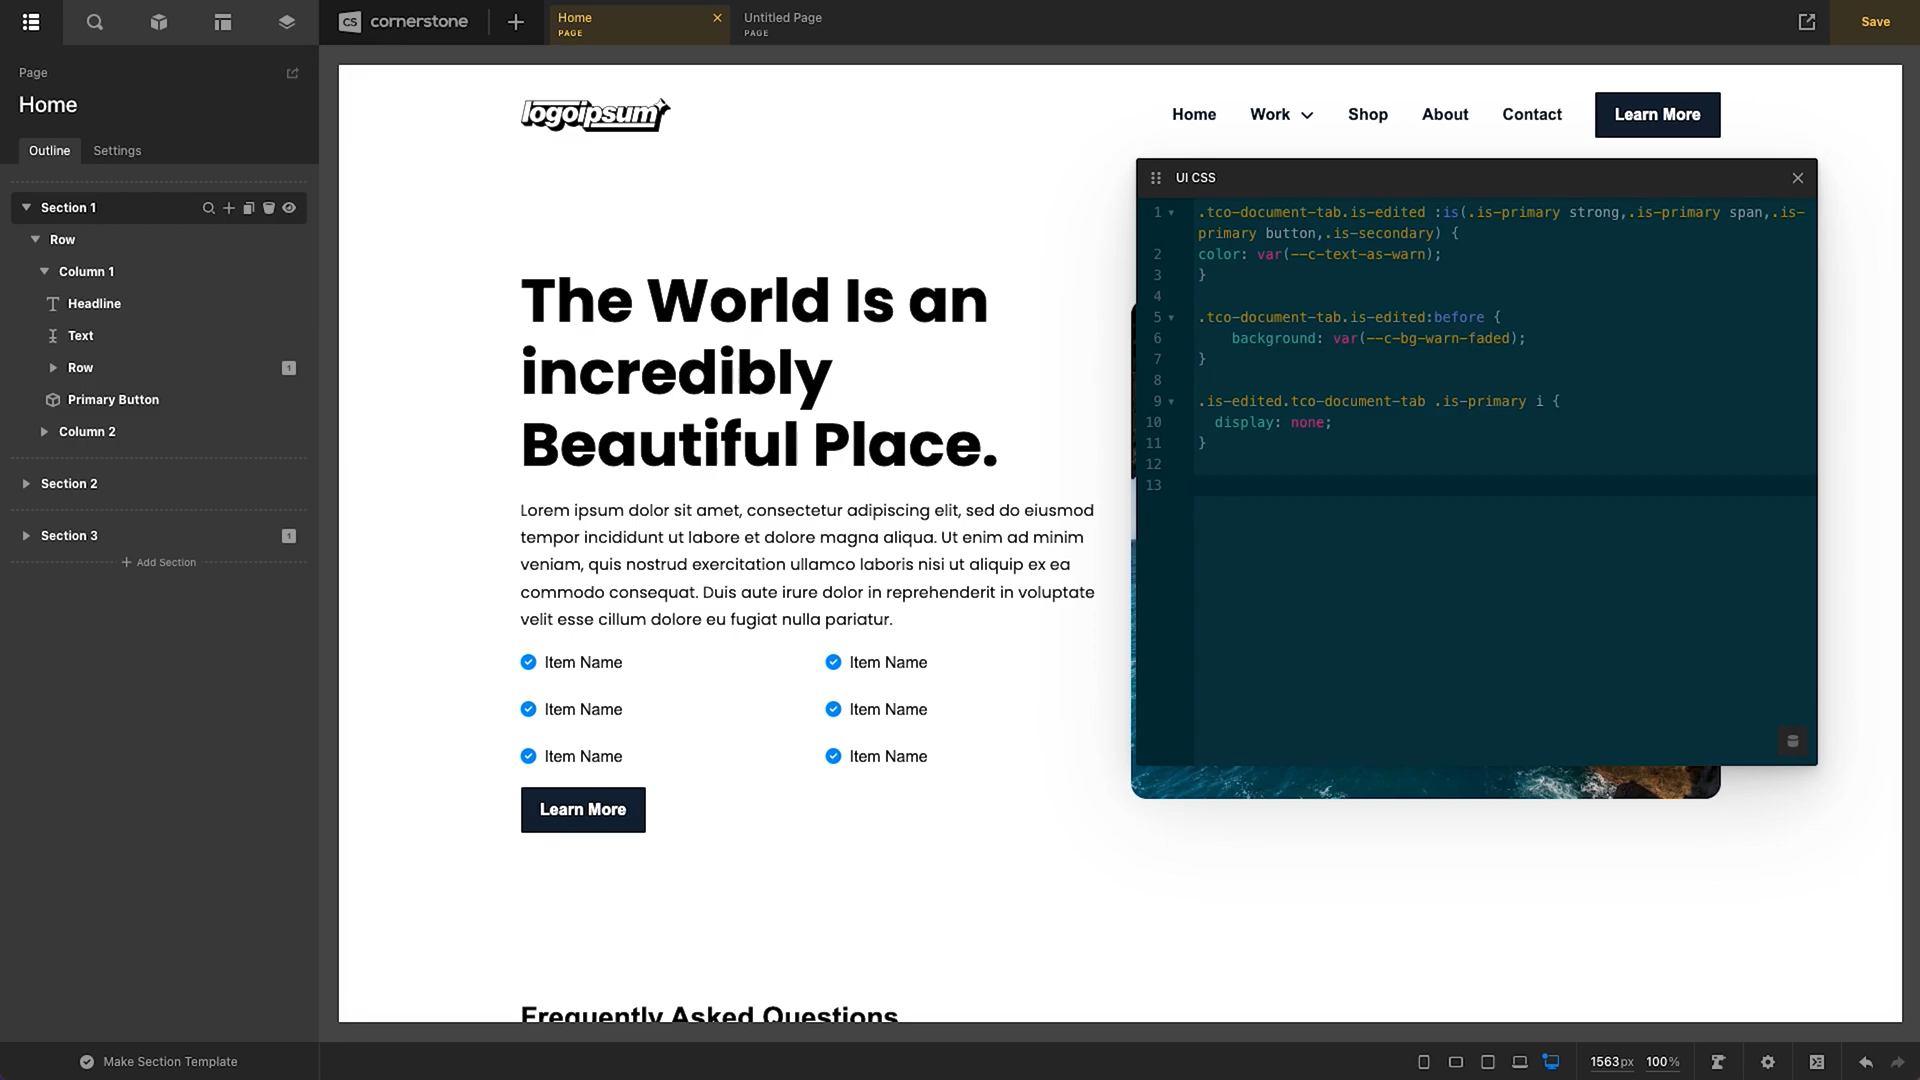 CS cornerstone
Home
PAGE
Untitled Page
PAGE
Save
Page
Home
Outline
Settings
Section 1
Row
Column 1
Headline
Text
Row
1
Primary Button
Column 2
Section 2
Section 3
1
Add Section
Make Section Template
logoipsum
Home
Work
Shop
About
Contact
Learn More
The World Is an
incredibly
Beautiful Place.
Lorem ipsum dolor sit amet, consectetur adipiscing elit, sed do eiusmod
tempor incididunt ut labore et dolore magna aliqua. Ut enim ad minim
veniam, quis nostrud exercitation ullamco laboris nisi ut aliquip ex ea
commodo consequat. Duis aute irure dolor in reprehenderit in voluptate
velit esse cillum dolore eu fugiat nulla pariatur.
Item Name
Item Name
Item Name
Item Name
Item Name
Item Name
Learn More
Frequently Asked Questions
UI CSS
1 .tco-document-tab.is-edited :is(.is-primary strong,.is-primary span,.is-
primary button,.is-secondary) {
2 color: var(--c-text-as-warn);
3 }
4
5 .tco-document-tab.is-edited:before {
6 background: var(--c-bg-warn-faded);
7 }
8
9 .is-edited.tco-document-tab .is-primary i {
10 display: none;
11 }
12
13
1563px
100%